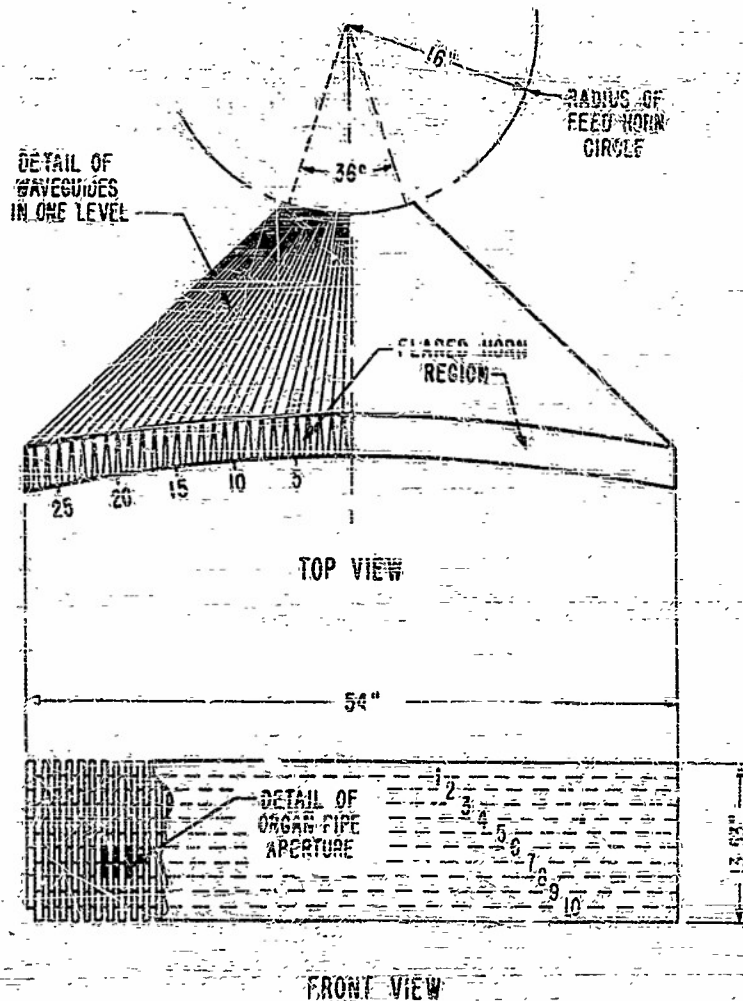 16"
RADIUS OF
FEED HORN
CIRCLE
36°
DETAIL OF
WAVEGUIDES
IN ONE LEVEL
FLARED HORN
REGION
25
20
15
10
5
TOP VIEW
54"
1
2
3
4
5
6
7
8
9
10
DETAIL OF
ORGAN PIPE
APERTURE
13.63"
FRONT VIEW